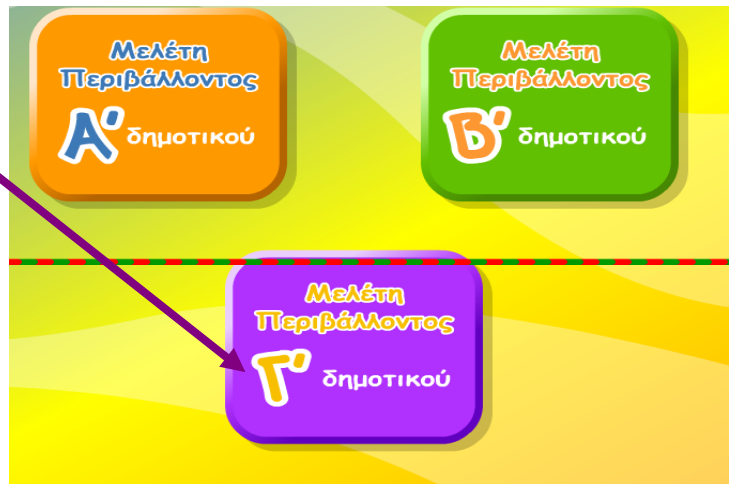 Μελέτη
Περιβάλλοντος
Α' δημοτικού
Μελέτη
Περιβάλλοντος
Β' δημοτικού
Μελέτη
Περιβάλλοντος
Γ' δημοτικού